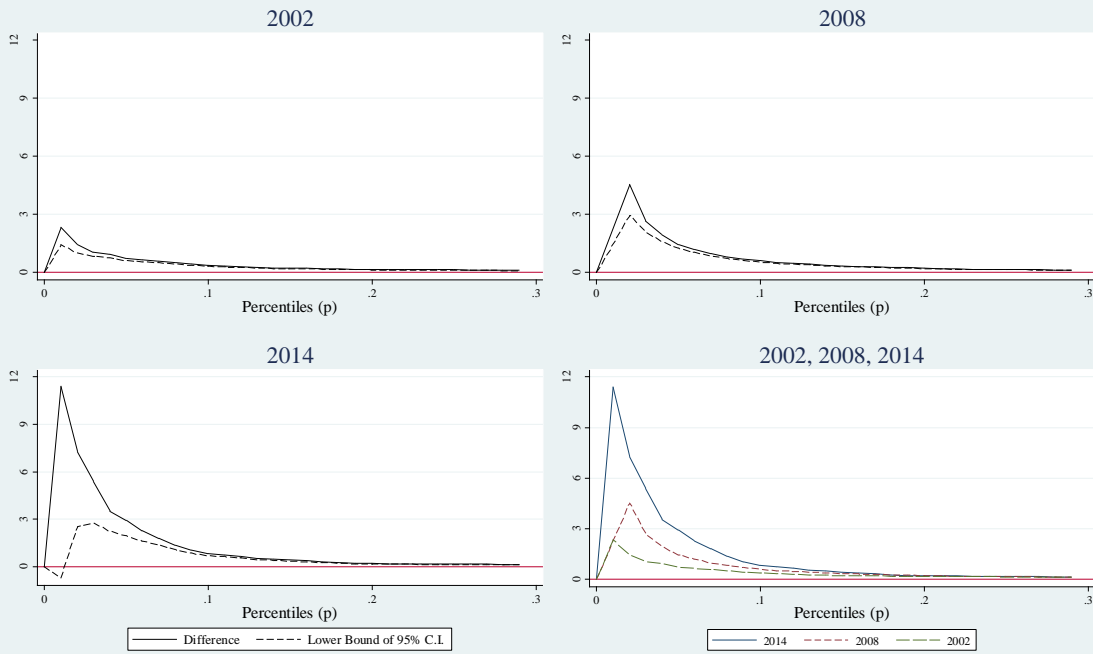 2002
12
9
6
3
0
0 .1 .2 .3
Percentiles (p)
2008
12
9
6
3
0
0 .1 .2 .3
Percentiles (p)
2014
12
9
6
3
0
0 .1 .2 .3
Percentiles (p)
Difference Lower Bound of 95% C.I.
2002, 2008, 2014
12
9
6
3
0
0 .1 .2 .3
Percentiles (p)
2014 2008 2002